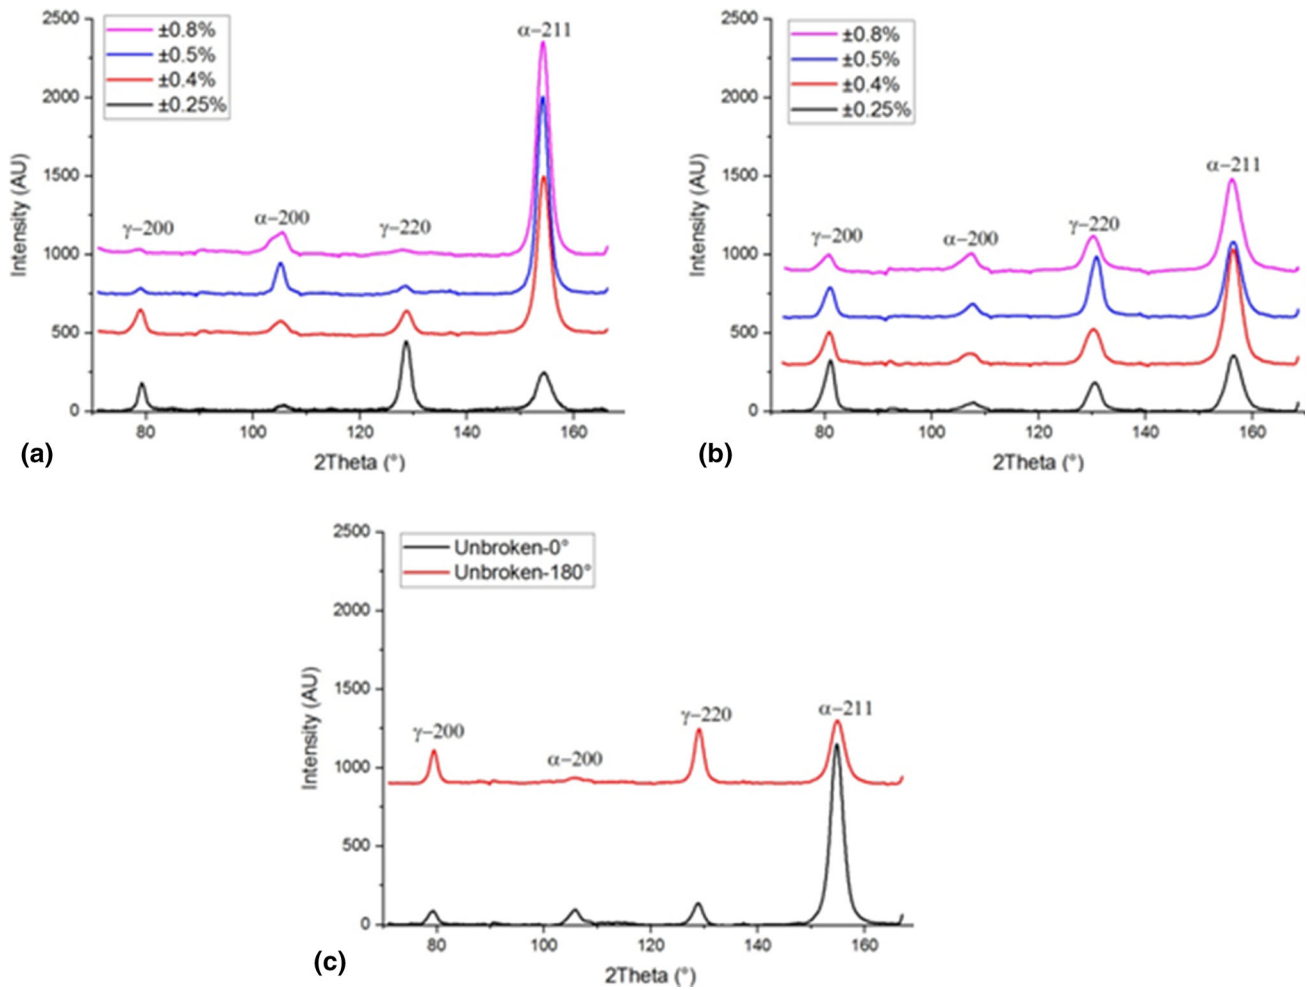 2500
2000
1500
1000
500
0
Intensity (AU)
±0.8%
±0.5%
±0.4%
±0.25%
α−211
γ−200
α−200
γ−220
80 100 120 140 160
2Theta (°)
(a)
2500
2000
1500
1000
500
0
Intensity (AU)
±0.8%
±0.5%
±0.4%
±0.25%
α−211
γ−200
α−200
γ−220
80 100 120 140 160
2Theta (°)
(b)
2500
2000
1500
1000
500
0
Intensity (AU)
Unbroken-0°
Unbroken-180°
γ−200
α−200
γ−220
α−211
80 100 120 140 160
2Theta (°)
(c)